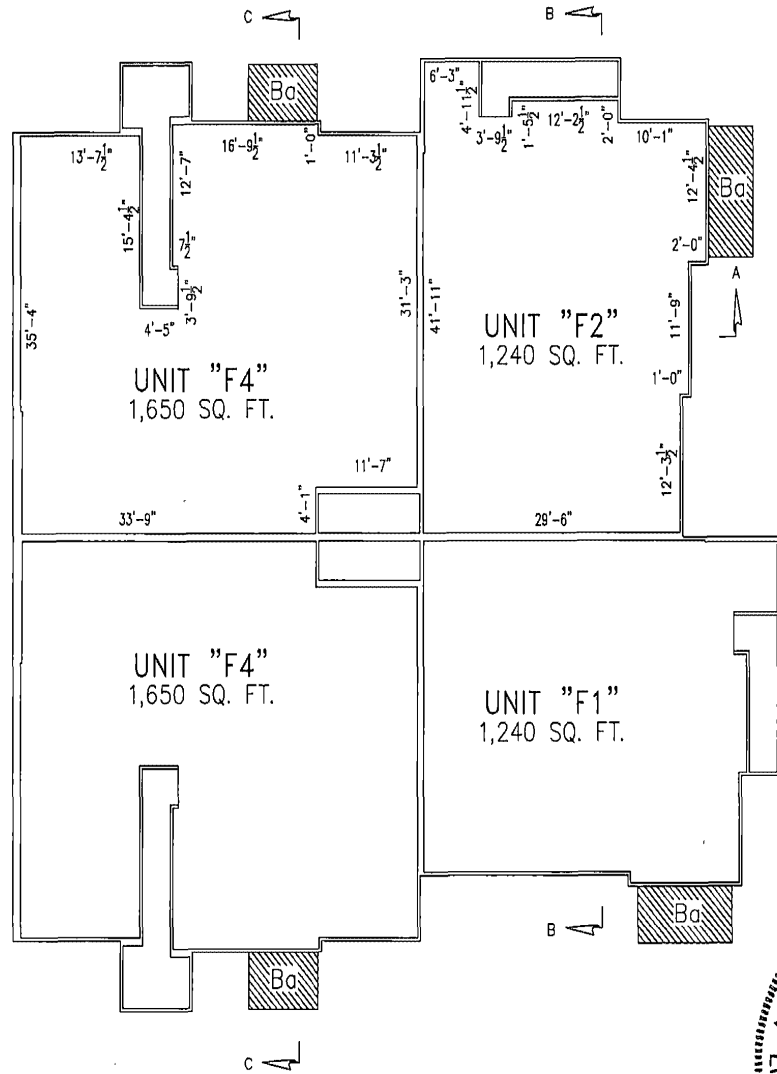 C
B
Ba
6'-3"
4'-11½"
3'-9½"
1'-5½"
12'-2½"
2'-0"
10'-1"
13'-7½"
16'-9½"
1'-0"
11'-3½"
12'-7"
15'-4½"
7½"
3'-9½"
4'-5"
35'-4"
31'-3"
41'-11"
12'-4½"
Ba
2'-0"
A
11'-9"
1'-0"
12'-3½"
UNIT "F2"
1,240 SQ. FT.
UNIT "F4"
1,650 SQ. FT.
11'-7"
4'-1"
33'-9"
29'-6"
UNIT "F4"
1,650 SQ. FT.
UNIT "F1"
1,240 SQ. FT.
Ba
B
Ba
C